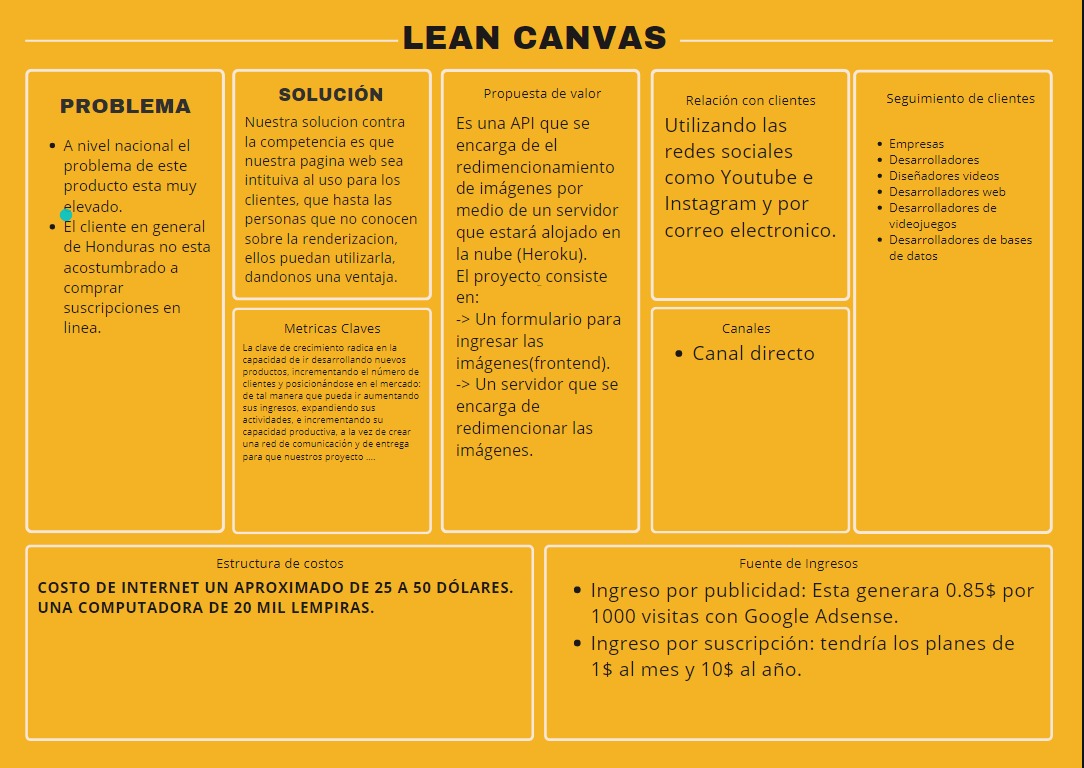 LEAN CANVAS
PROBLEMA
A nivel nacional el
problema de este
producto esta muy
elevado.
El cliente en general
de Honduras no esta
acostumbrado a
comprar
suscripciones en
linea.
SOLUCIÓN
Nuestra solucion contra
la competencia es que
nuestra pagina web sea
intituiva al uso para los
clientes, que hasta las
personas que no conocen
sobre la renderizacion,
ellos puedan utilizarla,
dandonos una ventaja.
Metricas Claves
La clave de crecimiento radica en la
capacidad de ir desarrollando nuevos
productos, incrementando el número de
clientes y posicionándose en el mercado:
de tal manera que pueda ir aumentando
sus ingresos, expandiendo sus
actividades, e incrementando su
capacidad productiva, a la vez de crear
una red de comunicación y de entrega
para que nuestros proyecto ....
Propuesta de valor
Es una API que se
encarga de el
redimencionamiento
de imágenes por
medio de un servidor
que estará alojado en
la nube (Heroku).
El proyecto consiste
en:
-> Un formulario para
ingresar las
imágenes(frontend).
-> Un servidor que se
encarga de
redimencionar las
imágenes.
Relación con clientes
Utilizando las
redes sociales
como Youtube e
Instagram y por
correo electronico.
Canales
Canal directo
Seguimiento de clientes
Empresas
Desarrolladores
Diseñadores videos
Desarrolladores web
Desarrolladores de
videojuegos
Desarrolladores de bases
de datos
Estructura de costos
COSTO DE INTERNET UN APROXIMADO DE 25 A 50 DÓLARES.
UNA COMPUTADORA DE 20 MIL LEMPIRAS.
Fuente de Ingresos
Ingreso por publicidad: Esta generara 0.85$ por
1000 visitas con Google Adsense.
Ingreso por suscripción: tendría los planes de
1$ al mes y 10$ al año.